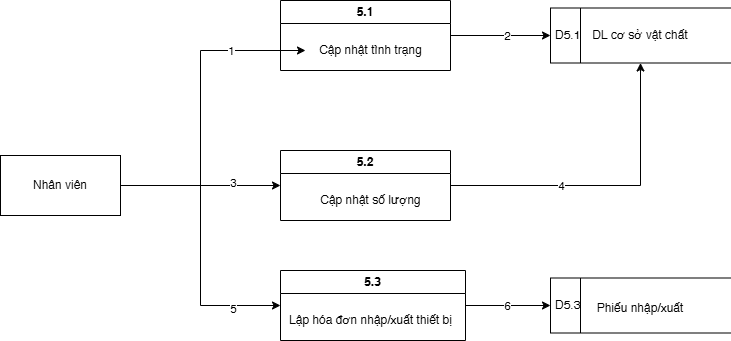 5.1
Cập nhật tình trạng
1
2
D5.1
DL cơ sở vật chất
Nhân viên
3
5.2
Cập nhật số lượng
4
5
5.3
Lập hóa đơn nhập/xuất thiết bị
6
D5.3
Phiếu nhập/xuất